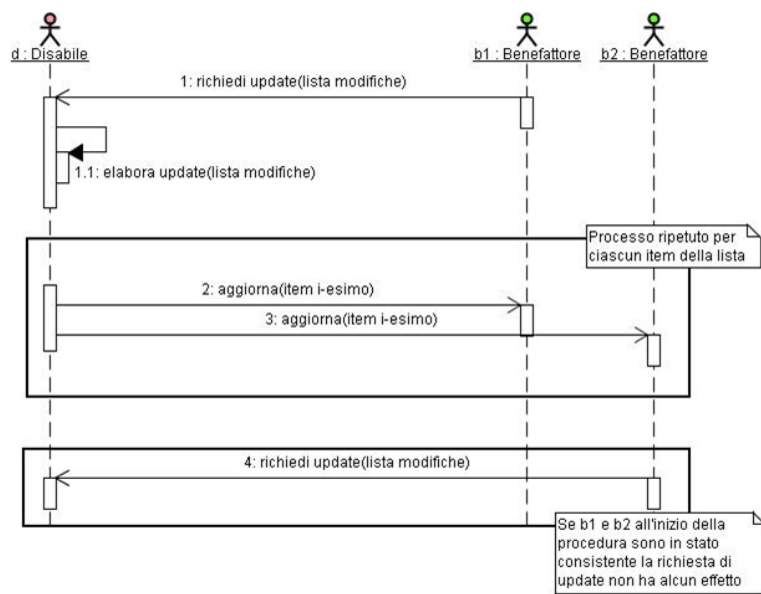 d : Disabile
b1 : Benefattore
b2 : Benefattore
1: richiedi update(lista modifiche)
1.1: elabora update(lista modifiche)
Processo ripetuto per
ciascun item della lista
2: aggiorna(item i-esimo)
3: aggiorna(item i-esimo)
4: richiedi update(lista modifiche)
Se b1 e b2 all'inizio della
procedura sono in stato
consistente la richiesta di
update non ha alcun effetto